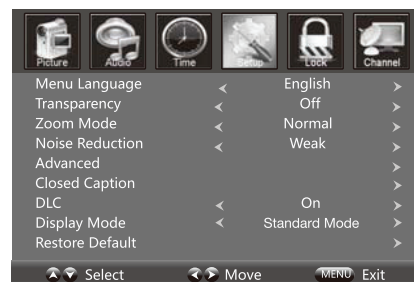 Picture Audio Time Setup Lock Channel
Menu Language English
Transparency Off
Zoom Mode Normal
Noise Reduction Weak
Advanced
Closed Caption
DLC On
Display Mode Standard Mode
Restore Default
Select Move MENU Exit